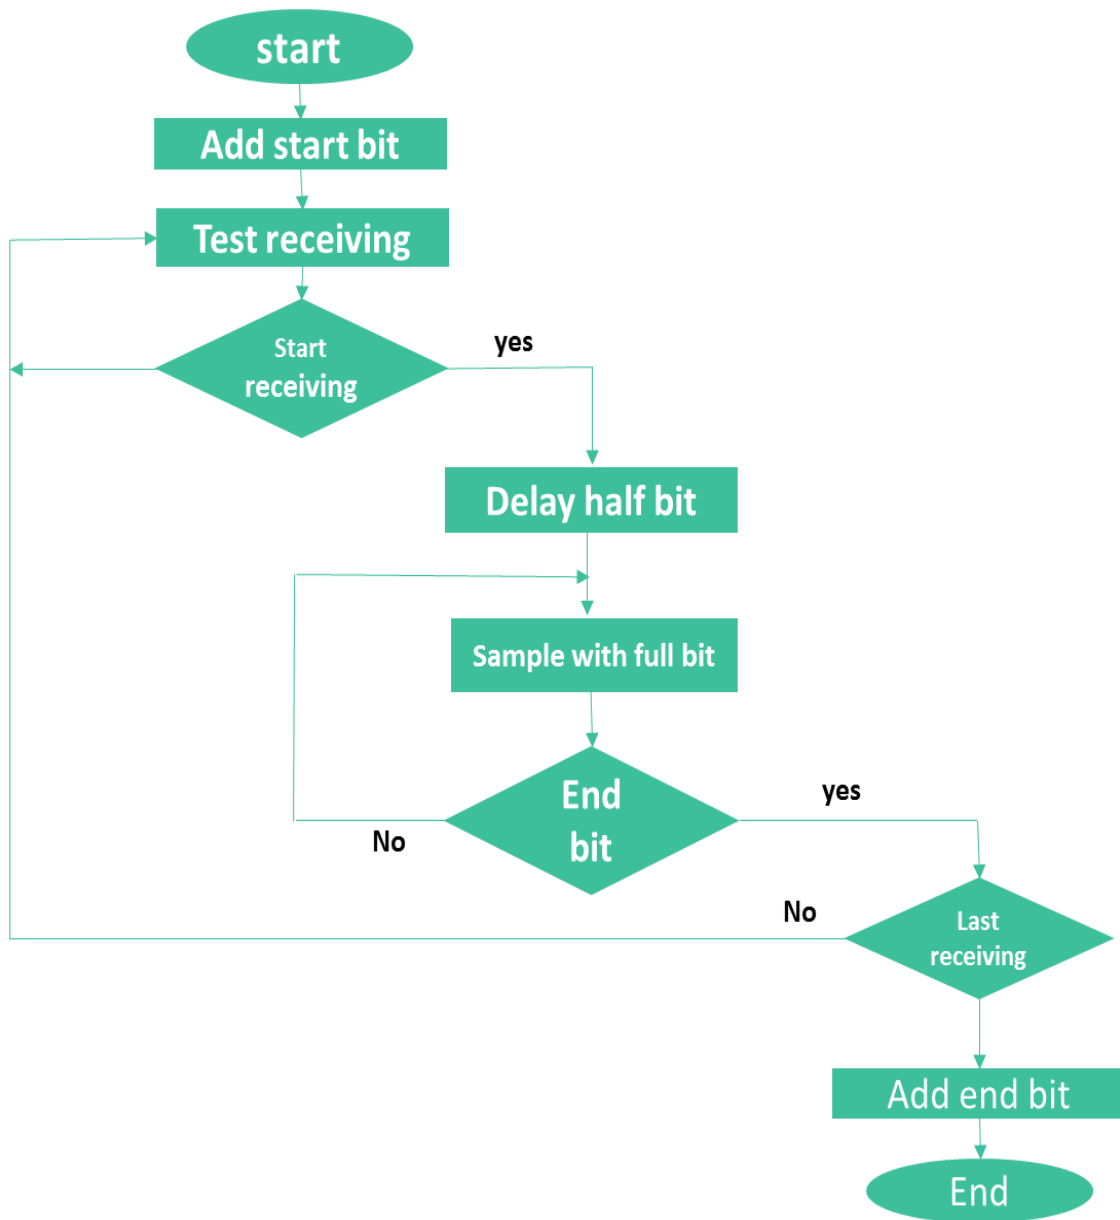 start
Add start bit
Test receiving
Start
receiving
yes
Delay half bit
Sample with full bit
End
bit
yes
No
Last
receiving
No
Add end bit
End